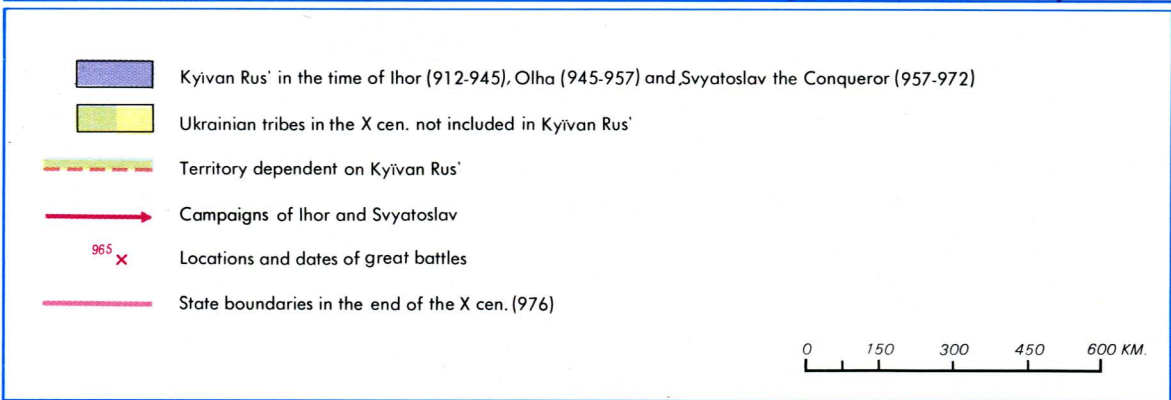 Kyïvan Rus' in the time of Ihor (912-945), Olha (945-957) and Svyatoslav the Conqueror (957-972)
Ukrainian tribes in the X cen. not included in Kyïvan Rus'
Territory dependent on Kyïvan Rus'
Campaigns of Ihor and Svyatoslav
965 × Locations and dates of great battles
State boundaries in the end of the X cen. (976)
0 150 300 450 600 KM.